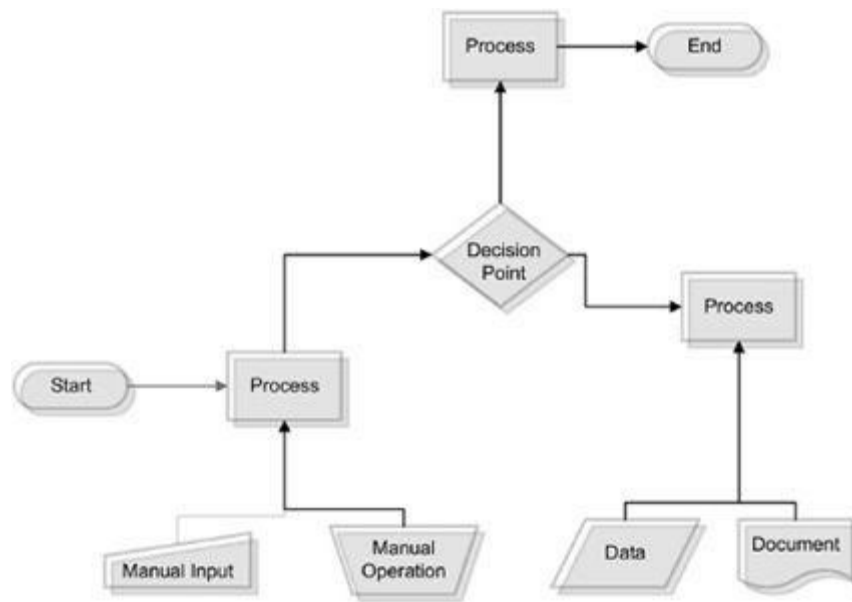 Process
End
Decision
Point
Process
Start
Process
Manual Input
Manual
Operation
Data
Document